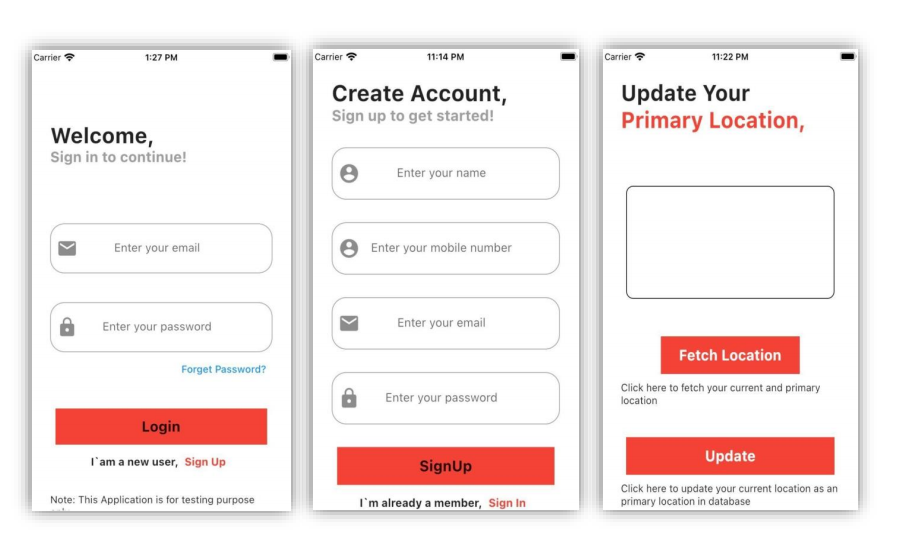 Carrier 1:27 PM
Welcome,
Sign in to continue!
Enter your email
Enter your password
Forget Password?
Login
I`am a new user, Sign Up
Note: This Application is for testing purpose
Carrier 11:14 PM
Create Account,
Sign up to get started!
Enter your name
Enter your mobile number
Enter your email
Enter your password
SignUp
I`m already a member, Sign In
Carrier 11:22 PM
Update Your
Primary Location,
Fetch Location
Click here to fetch your current and primary
location
Update
Click here to update your current location as an
primary location in database